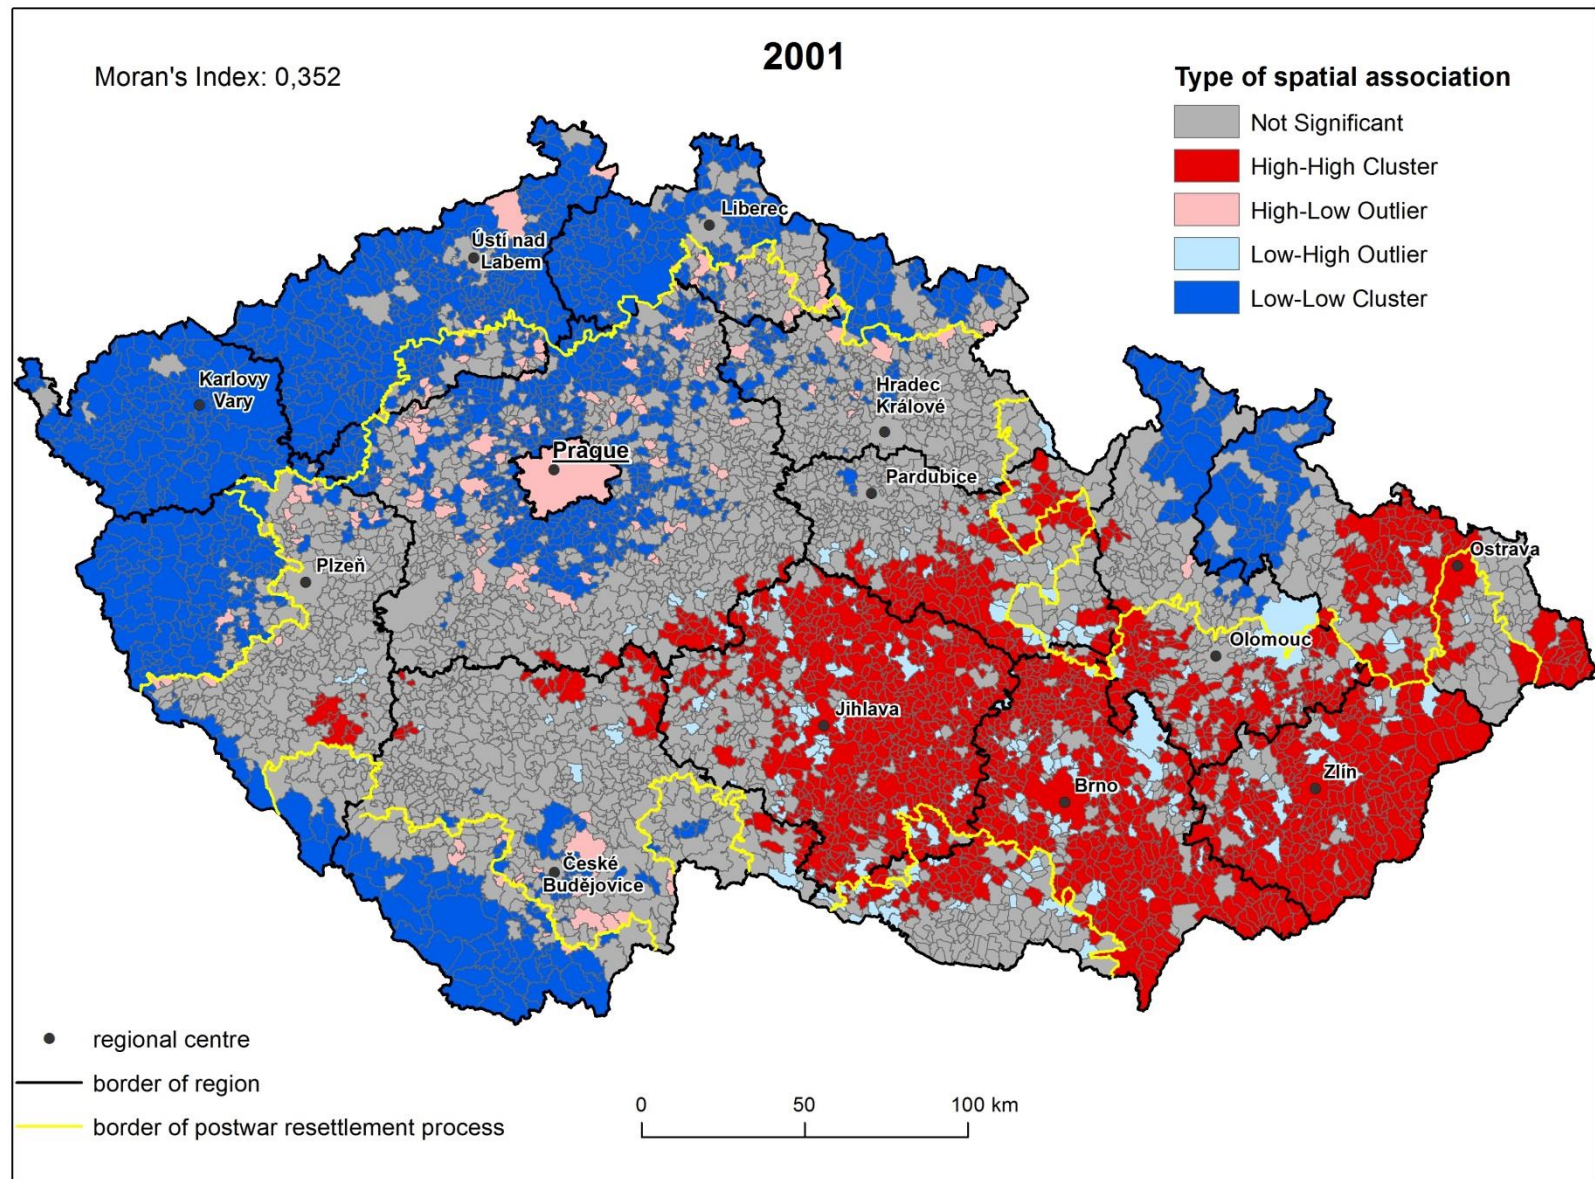 2001
Moran's Index: 0,352
Type of spatial association
Not Significant
High-High Cluster
High-Low Outlier
Low-High Outlier
Low-Low Cluster
Liberec
Ústí nad
Labem
Karlovy
Vary
Hradec
Králové
Prague
Pardubice
Plzeň
Ostrava
Olomouc
Jihlava
Brno
Zlín
České
Budějovice
regional centre
border of region
border of postwar resettlement process
0 50 100 km